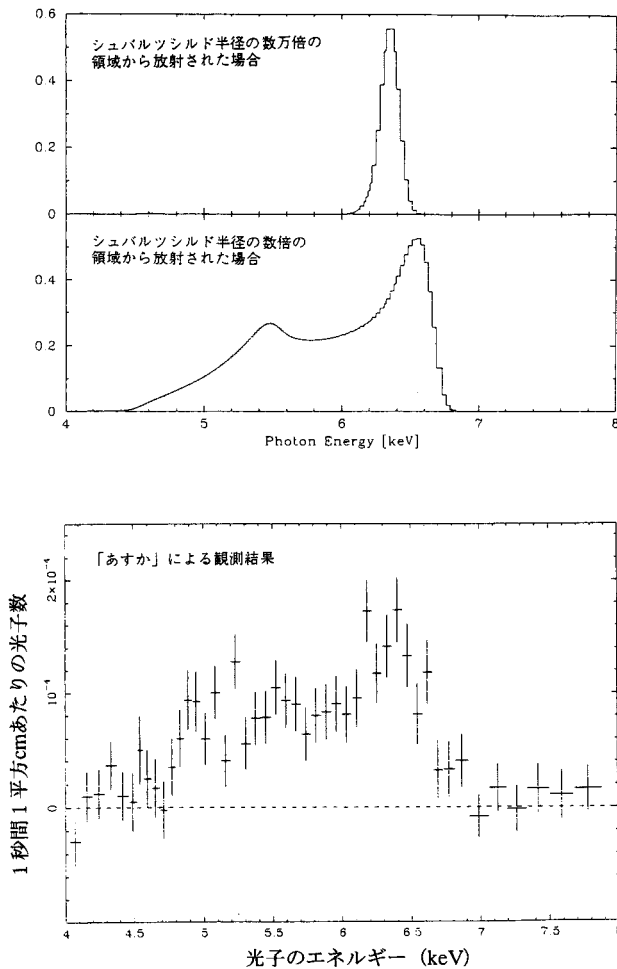 0.6
シュバルツシルド半径の数万倍の
領域から放射された場合
0.4
0.2
0
シュバルツシルド半径の数倍の
領域から放射された場合
0.4
0.2
0
4 5 6 7 8
Photon Energy [keV]
「あすか」による観測結果
1秒間1平方cmあたりの光子数
2×10⁻⁴
10⁻⁴
0
4 4.5 5 5.5 6 6.5 7 7.5
光子のエネルギー (keV)